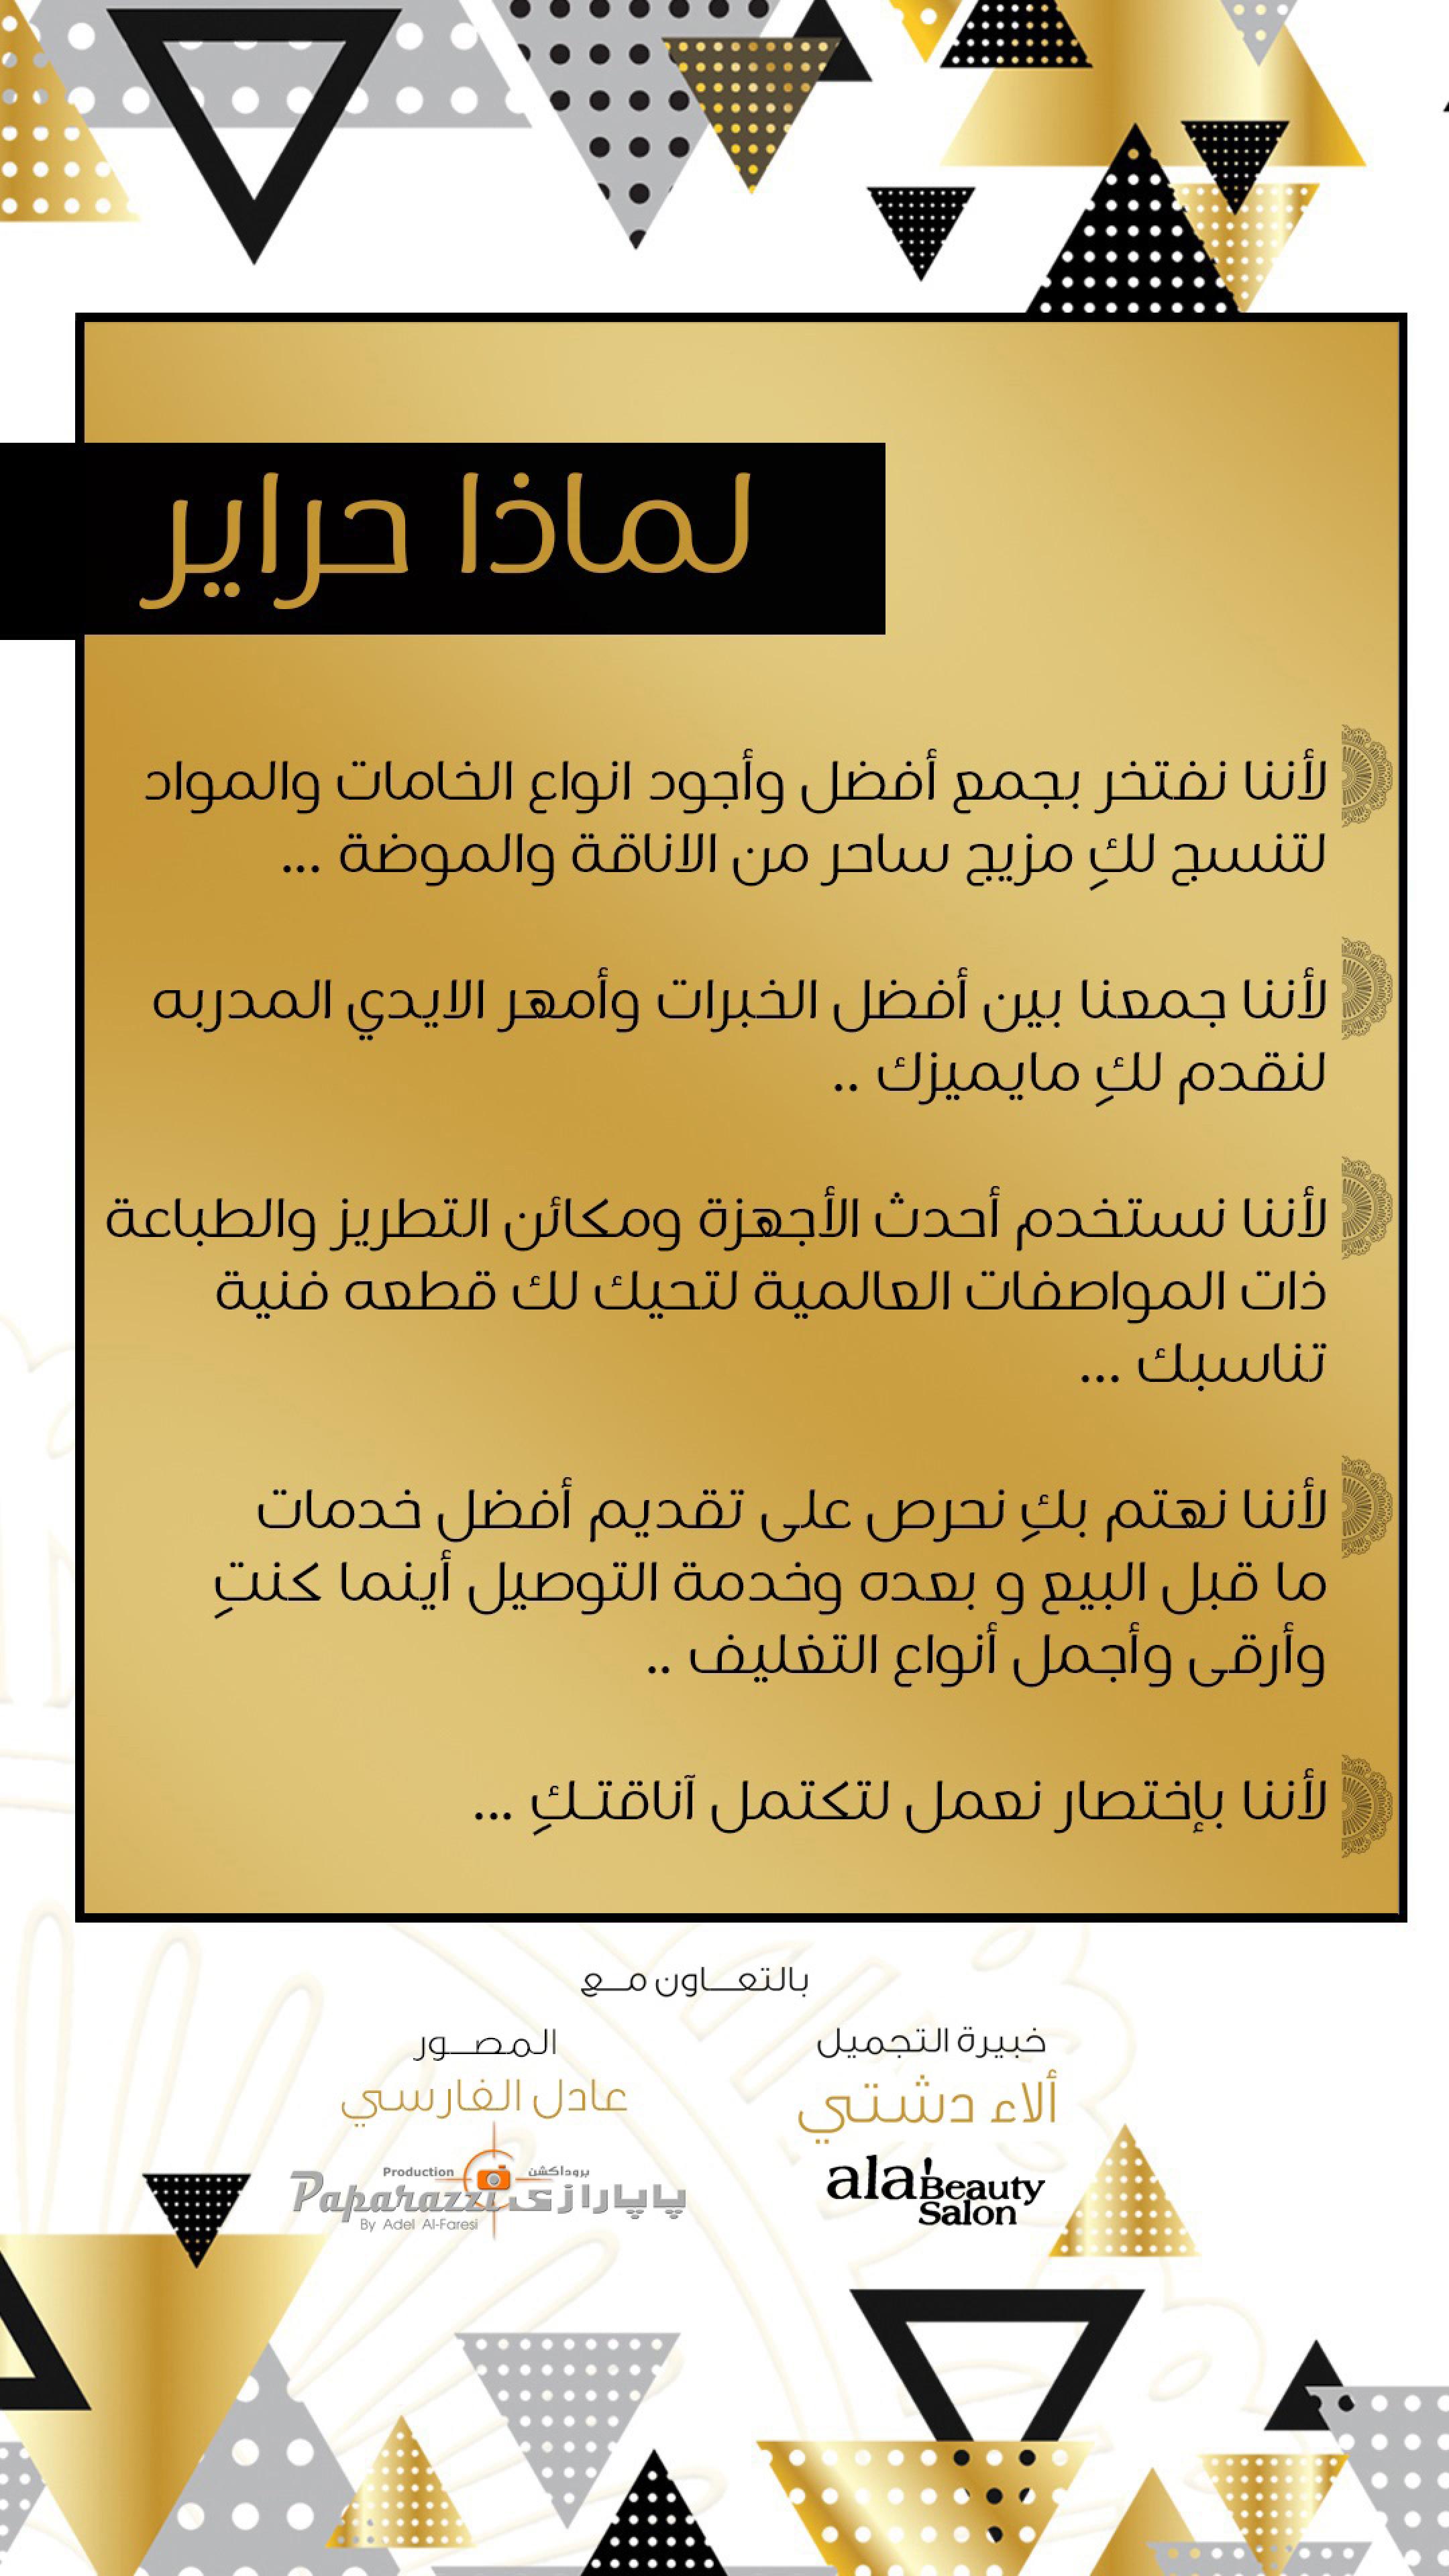 لماذا حراير
لأننا نفتخر بجمع أفضل وأجود انواع الخامات والمواد
لتنسج لكِ مزيج ساحر من الاناقة والموضة ...
لأننا جمعنا بين أفضل الخبرات وأمهر الايدي المدربه
لنقدم لكِ مايميزك ..
لأننا نستخدم أحدث الأجهزة ومكائن التطريز والطباعة
ذات المواصفات العالمية لتحيك لك قطعه فنية
تناسبك ...
لأننا نهتم بكِ نحرص على تقديم أفضل خدمات
ما قبل البيع و بعده وخدمة التوصيل أينما كنتِ
وأرقى وأجمل أنواع التغليف ..
لأننا بإختصار نعمل لتكتمل آناقتـكِ ...
بالتعـــاون مــع
خبيرة التجميل
ألاء دشتي
ala! Beauty
Salon
المصــور
عادل الفارسي
Production بروداكشن
Paparazzi پاپارازی
By Adel Al-Faresi